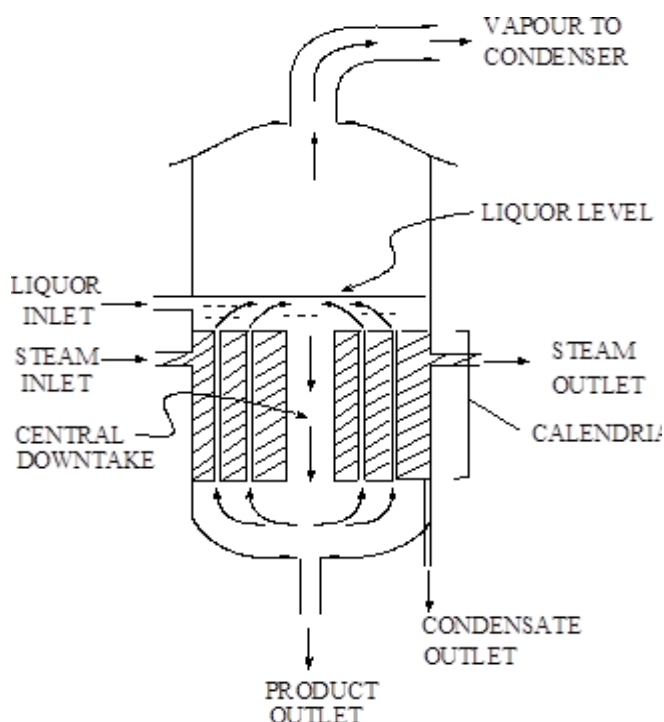 VAPOUR TO
CONDENSER
LIQUOR LEVEL
LIQUOR
INLET
STEAM
INLET
STEAM
OUTLET
CENTRAL
DOWNTAKE
CALENDRIA
CONDENSATE
OUTLET
PRODUCT
OUTLET